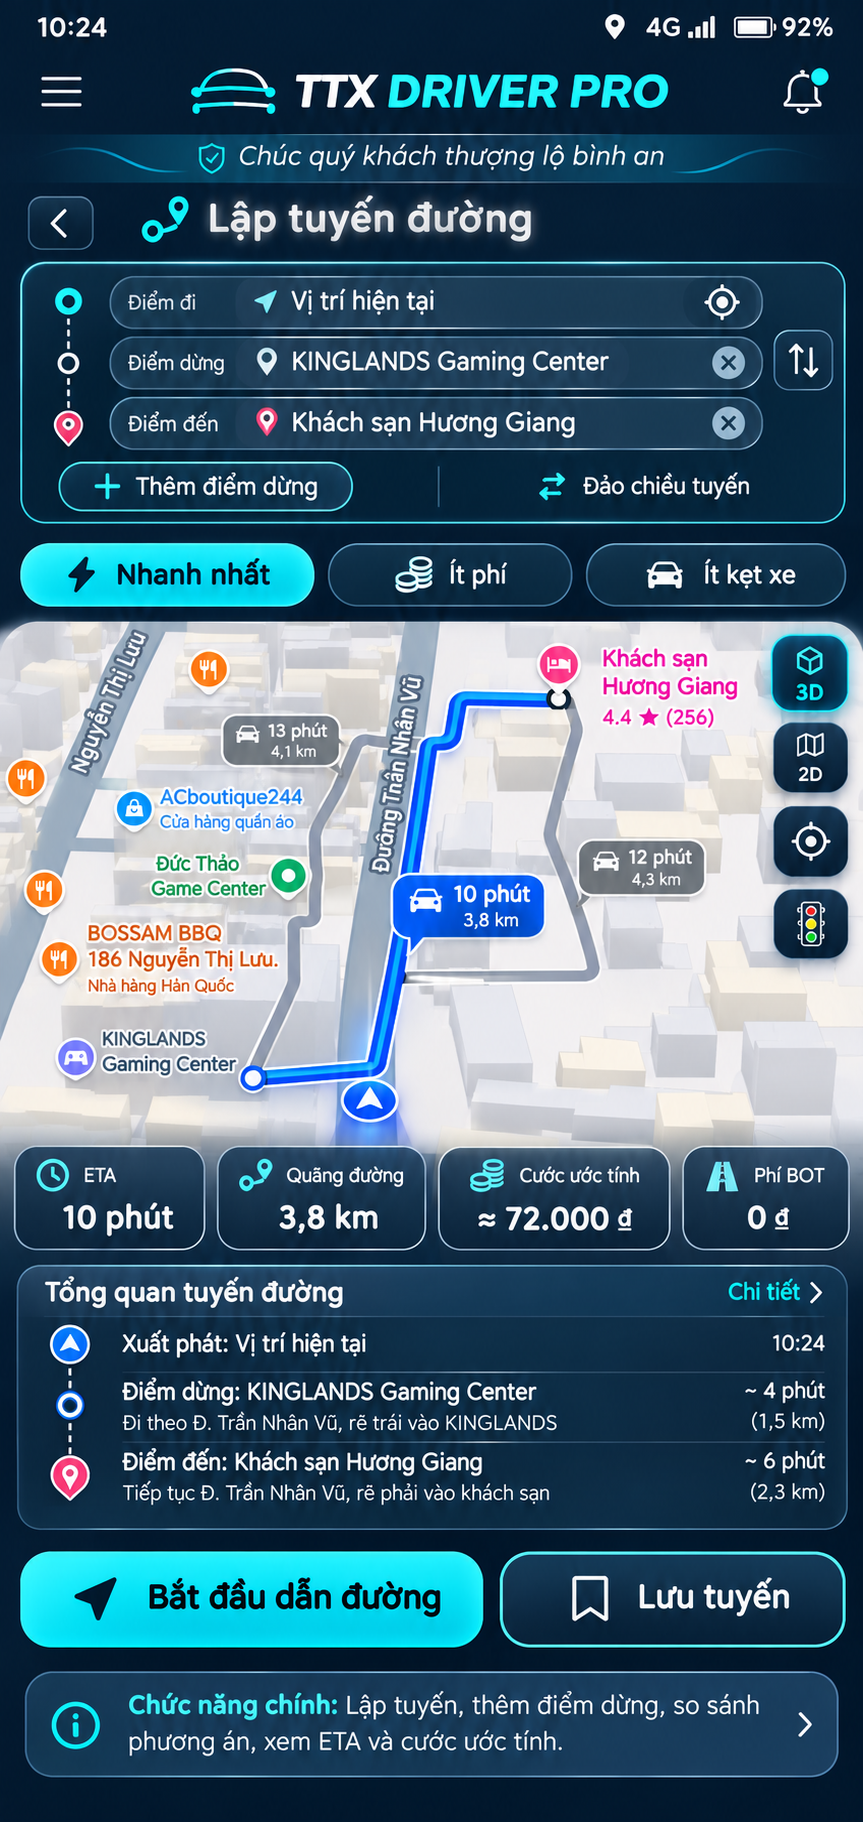 10:24
4G
92%
TTX DRIVER PRO
Chúc quý khách thượng lộ bình an
Lập tuyến đường
Điểm đi
Vị trí hiện tại
Điểm dừng
KINGLANDS Gaming Center
Điểm đến
Khách sạn Hương Giang
Thêm điểm dừng
Đảo chiều tuyến
Nhanh nhất
Ít phí
Ít kẹt xe
Nguyễn Thị Lưu
Đường Trần Nhân Vũ
Khách sạn
Hương Giang
4.4 ★ (256)
3D
2D
13 phút
4,1 km
ACboutique244
Cửa hàng quần áo
Đức Thảo
Game Center
12 phút
4,3 km
10 phút
3,8 km
BOSSAM BBQ
186 Nguyễn Thị Lưu.
Nhà hàng Hàn Quốc
KINGLANDS
Gaming Center
ETA
10 phút
Quãng đường
3,8 km
Cước ước tính
≈ 72.000 đ
Phí BOT
0 đ
Tổng quan tuyến đường
Chi tiết
Xuất phát: Vị trí hiện tại
10:24
Điểm dừng: KINGLANDS Gaming Center
~ 4 phút
Đi theo Đ. Trần Nhân Vũ, rẽ trái vào KINGLANDS
(1,5 km)
Điểm đến: Khách sạn Hương Giang
~ 6 phút
Tiếp tục Đ. Trần Nhân Vũ, rẽ phải vào khách sạn
(2,3 km)
Bắt đầu dẫn đường
Lưu tuyến
Chức năng chính: Lập tuyến, thêm điểm dừng, so sánh
phương án, xem ETA và cước ước tính.